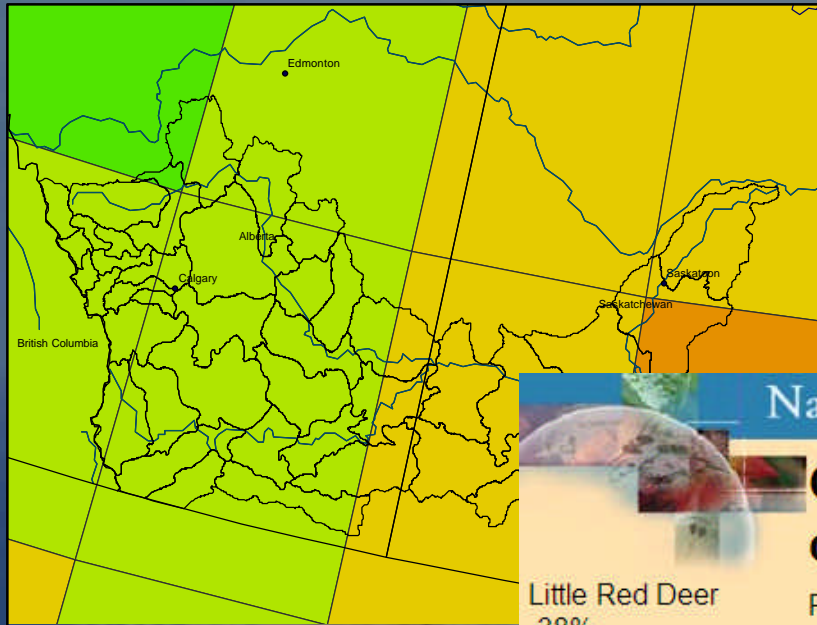 Edmonton
Alberta
Calgary
Saskatoon
Saskatchewan
British Columbia
Na
Little Red Deer